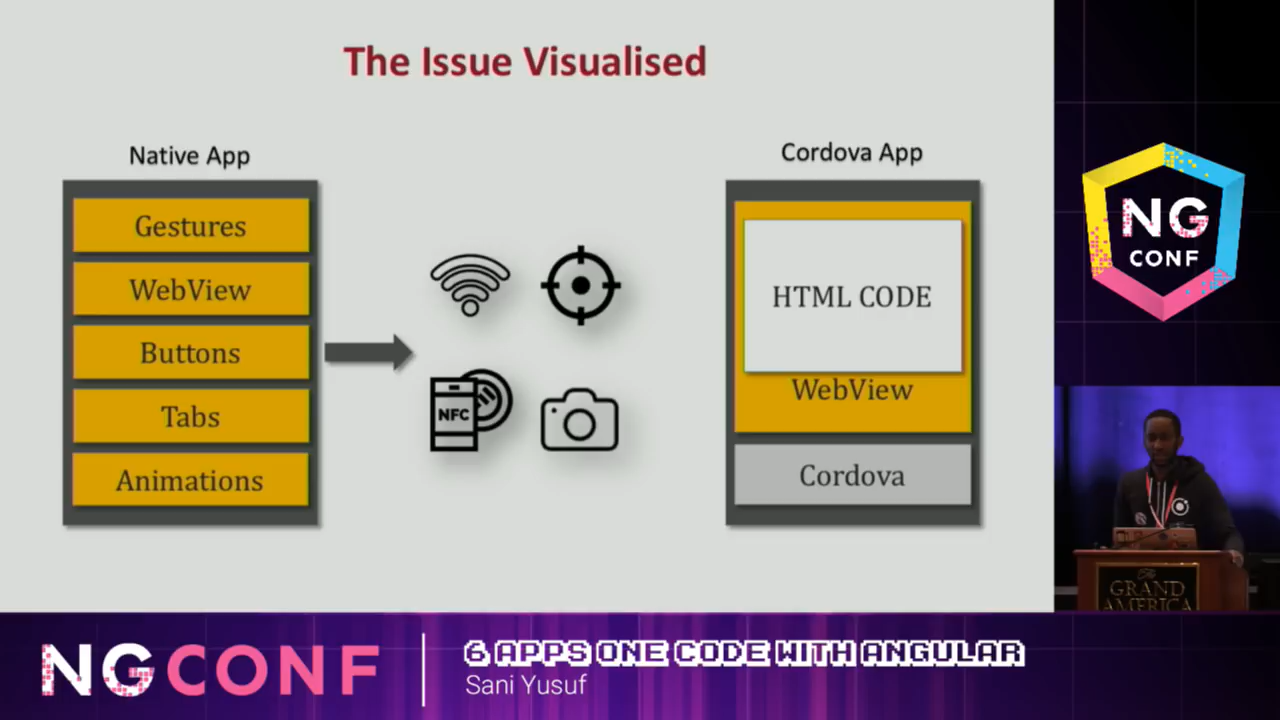 The Issue Visualised
Native App
Gestures
WebView
Buttons
Tabs
Animations
NFC
Cordova App
HTML CODE
WebView
Cordova
NG
CONF
The
GRAND
AMERICA
NGCONF
6 APPS ONE CODE WITH ANGULAR
Sani Yusuf